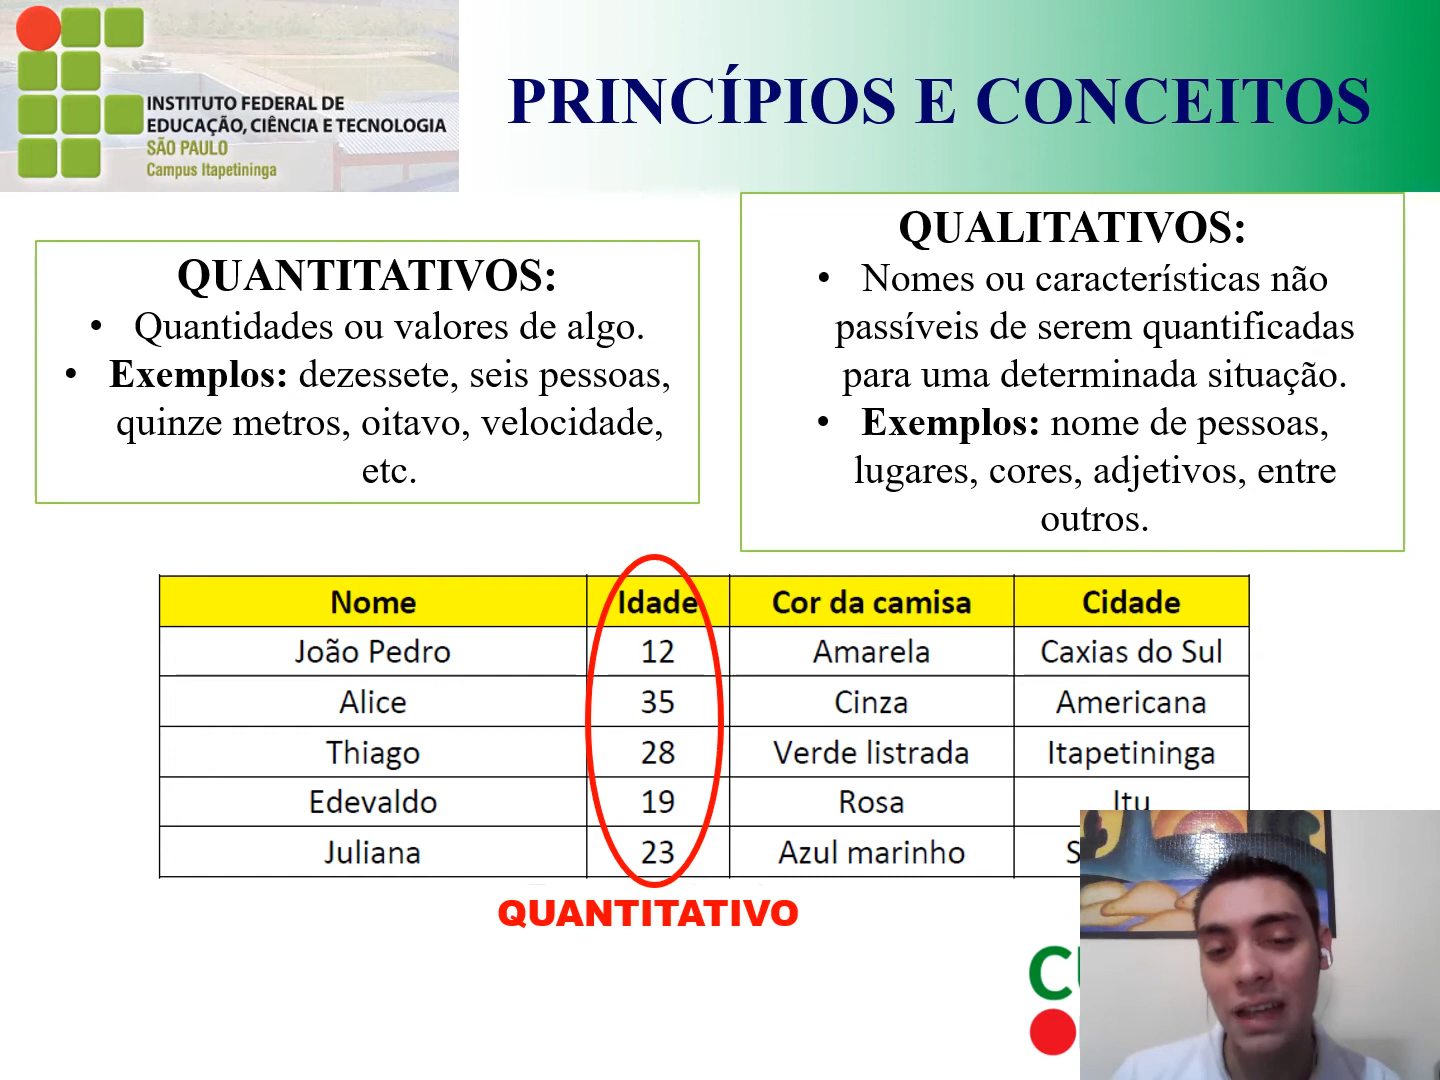 INSTITUTO FEDERAL DE
EDUCAÇÃO, CIÊNCIA E TECNOLOGIA
SÃO PAULO
Campus Itapetininga
PRINCÍPIOS E CONCEITOS
QUANTITATIVOS:
• Quantidades ou valores de algo.
• Exemplos: dezessete, seis pessoas,
quinze metros, oitavo, velocidade,
etc.
QUALITATIVOS:
• Nomes ou características não
passíveis de serem quantificadas
para uma determinada situação.
• Exemplos: nome de pessoas,
lugares, cores, adjetivos, entre
outros.
Nome Idade Cor da camisa Cidade
João Pedro 12 Amarela Caxias do Sul
Alice 35 Cinza Americana
Thiago 28 Verde listrada Itapetininga
Edevaldo 19 Rosa Itu
Juliana 23 Azul marinho
QUANTITATIVO